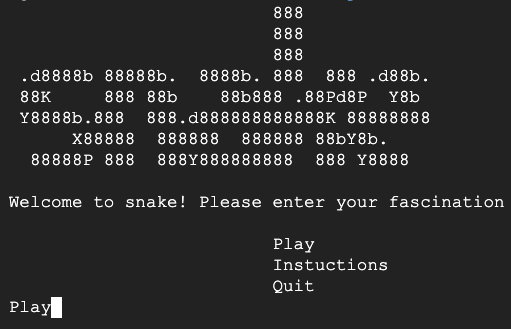 888
888
888
.d8888b 88888b.  8888b. 888  888 .d88b.
88K     888 88b    88b888 .88Pd8P  Y8b
Y8888b.888  888.d888888888888K 88888888
X88888  888888  888888 88bY8b.
88888P 888  888Y888888888  888 Y8888
Welcome to snake! Please enter your fascination
Play
Instuctions
Quit
Play